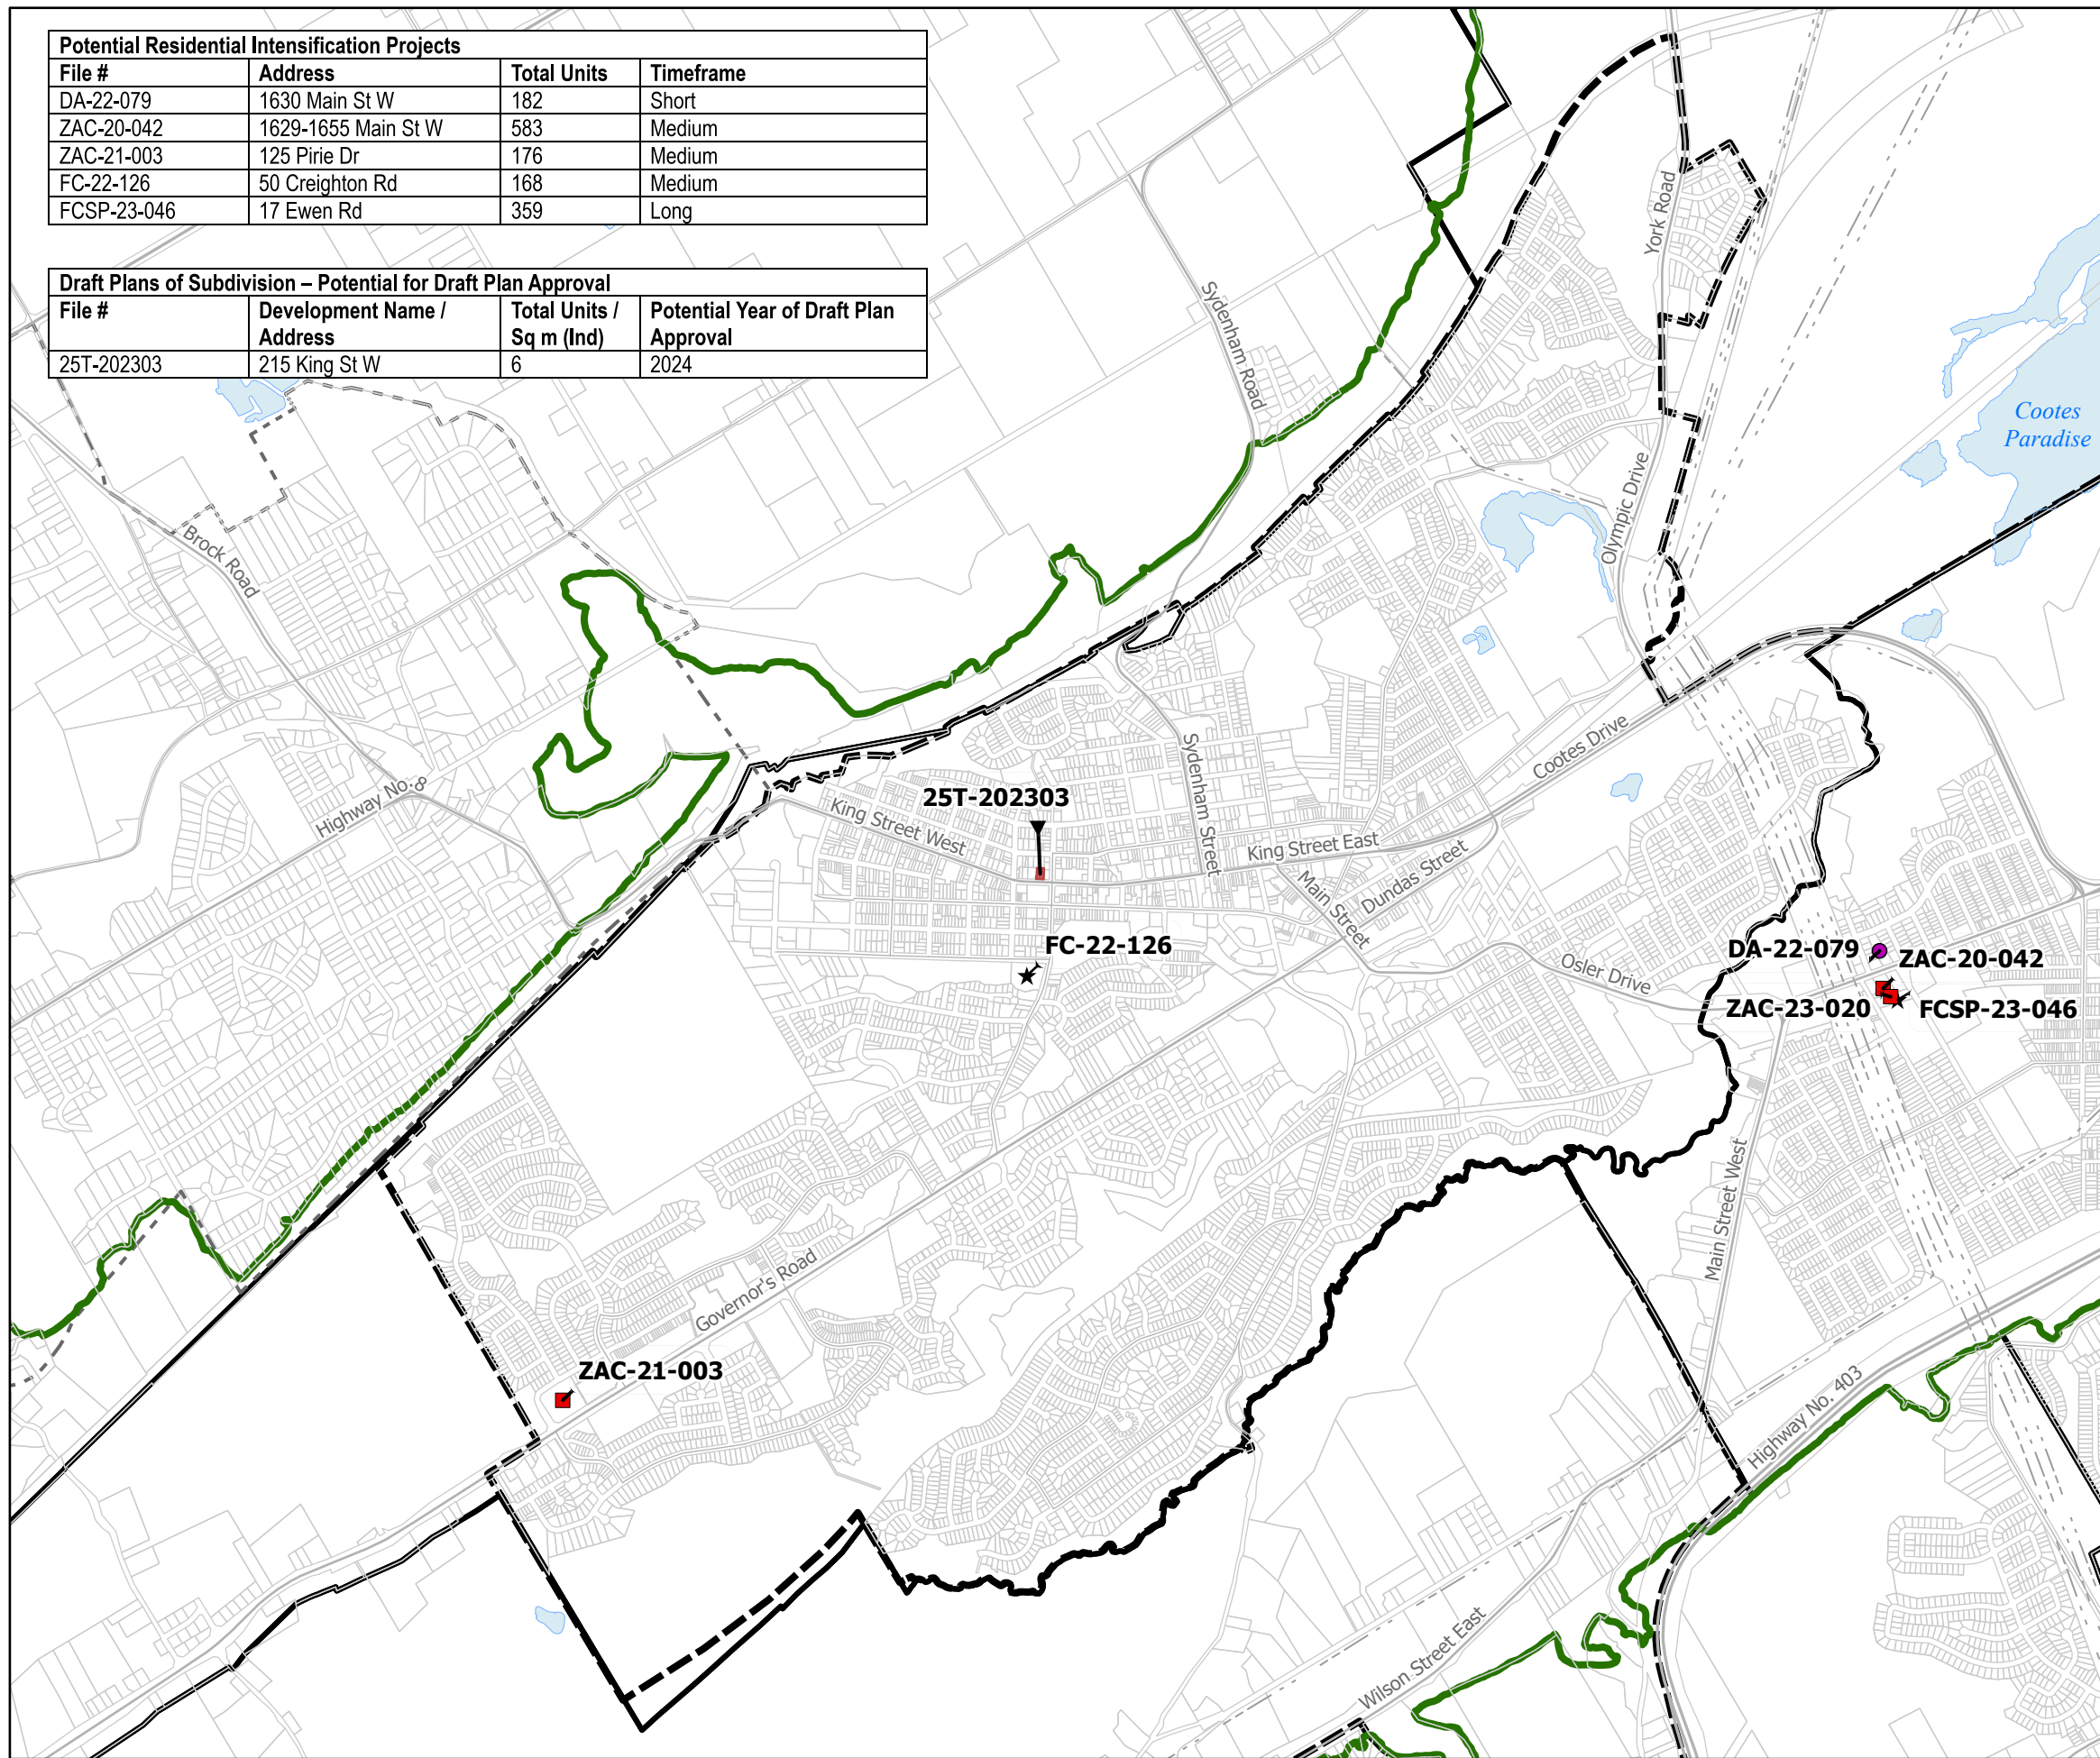 Potential Residential Intensification Projects
File # Address Total Units Timeframe
DA-22-079 1630 Main St W 182 Short
ZAC-20-042 1629-1655 Main St W 583 Medium
ZAC-21-003 125 Pirie Dr 176 Medium
FC-22-126 50 Creighton Rd 168 Medium
FCSP-23-046 17 Ewen Rd 359 Long
Draft Plans of Subdivision – Potential for Draft Plan Approval
File # Development Name / Total Units / Potential Year of Draft Plan
Address Sq m (Ind) Approval
25T-202303 215 King St W 6 2024
York Road
Sydenham Road
Cootes
Paradise
Olympic Drive
Brock Road
Highway No. 8
Cootes Drive
Sydenham Street
25T-202303
King Street West
King Street East
Dundas Street
Main Street
FC-22-126
Osler Drive
DA-22-079
ZAC-20-042
ZAC-23-020
FCSP-23-046
Main Street West
Governor's Road
ZAC-21-003
Highway No. 403
Wilson Street East